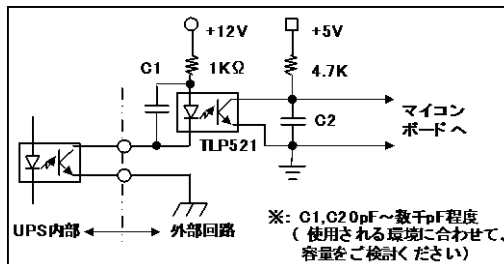 +12V
+5V
C1
1KΩ
4.7K
C2
TLP521
マイコン
ボードへ
UPS内部
外部回路
※: C1,C20pF～数千pF程度
( 使用される環境に合わせて、
容量をご検討ください)